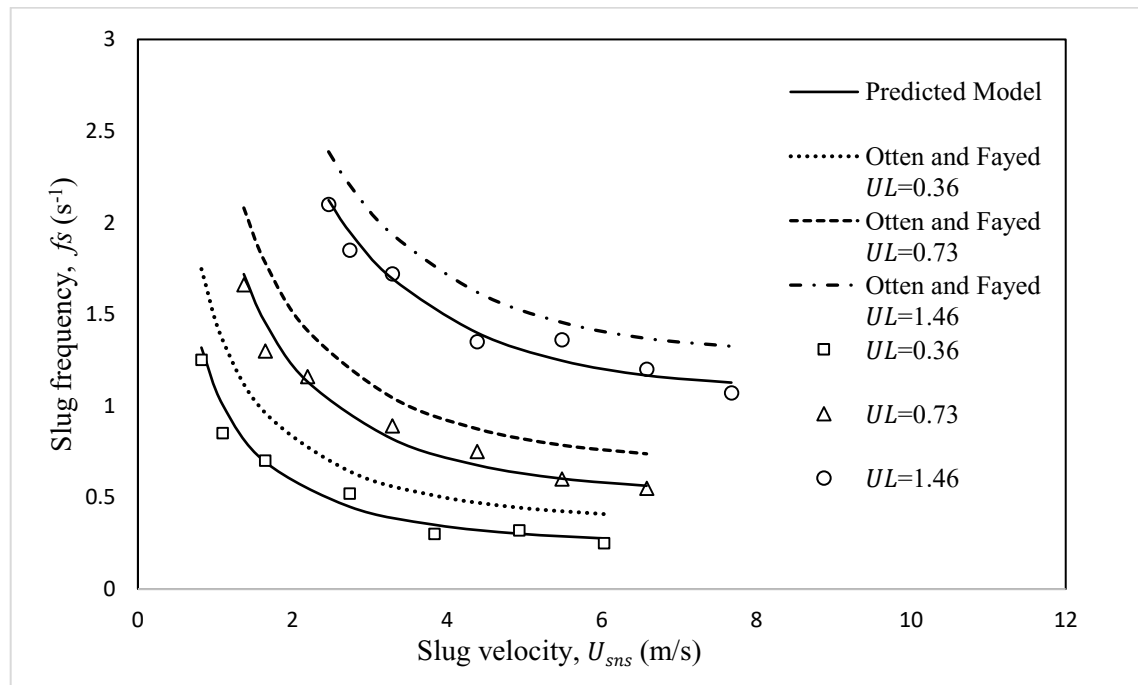 3
2.5
2
1.5
1
0.5
0
0 2 4 6 8 10 12
Slug frequency, fs (s-1)
Slug velocity, Usns (m/s)
Predicted Model
Otten and Fayed
UL=0.36
Otten and Fayed
UL=0.73
Otten and Fayed
UL=1.46
UL=0.36
UL=0.73
UL=1.46